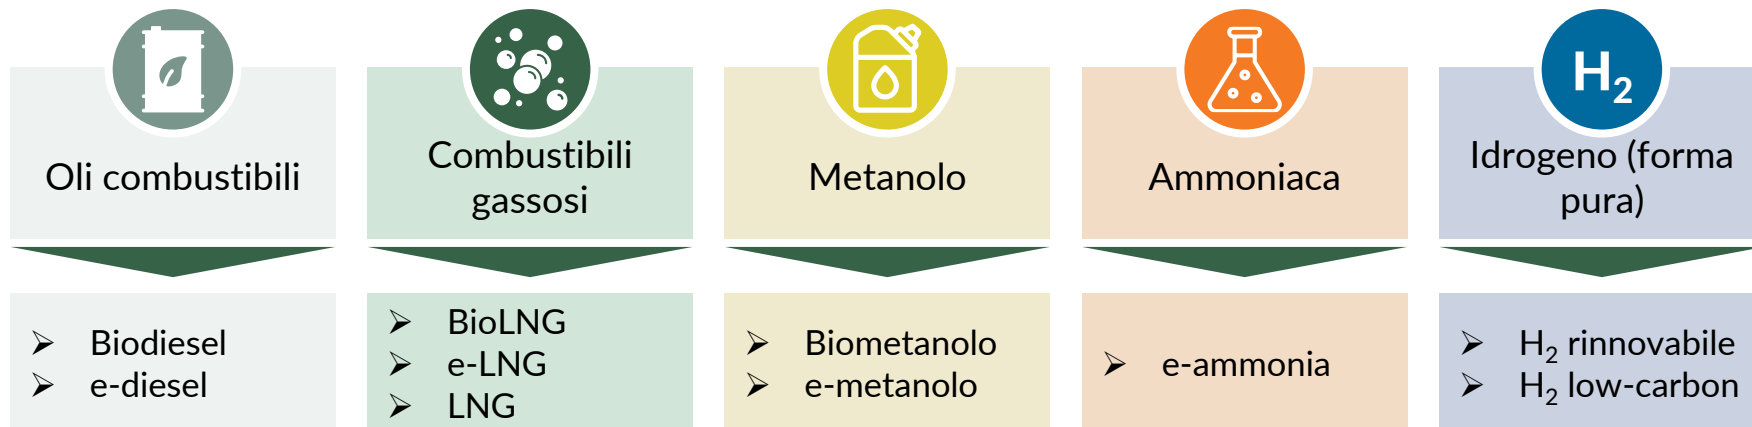 Oli combustibili
Biodiesel
e-diesel
Combustibili
gassosi
BioLNG
e-LNG
LNG
Metanolo
Biometanolo
e-metanolo
Ammoniaca
e-ammonia
H₂
Idrogeno (forma
pura)
H₂ rinnovabile
H₂ low-carbon